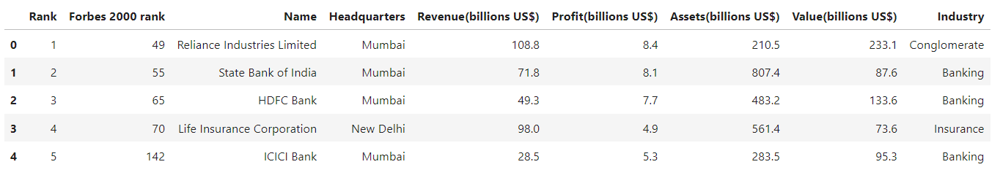 Rank Forbes 2000 rank Name Headquarters Revenue(billions US$) Profit(billions US$) Assets(billions US$) Value(billions US$) Industry
0 1 49 Reliance Industries Limited Mumbai 108.8 8.4 210.5 233.1 Conglomerate
1 2 55 State Bank of India Mumbai 71.8 8.1 807.4 87.6 Banking
2 3 65 HDFC Bank Mumbai 49.3 7.7 483.2 133.6 Banking
3 4 70 Life Insurance Corporation New Delhi 98.0 4.9 561.4 73.6 Insurance
4 5 142 ICICI Bank Mumbai 28.5 5.3 283.5 95.3 Banking